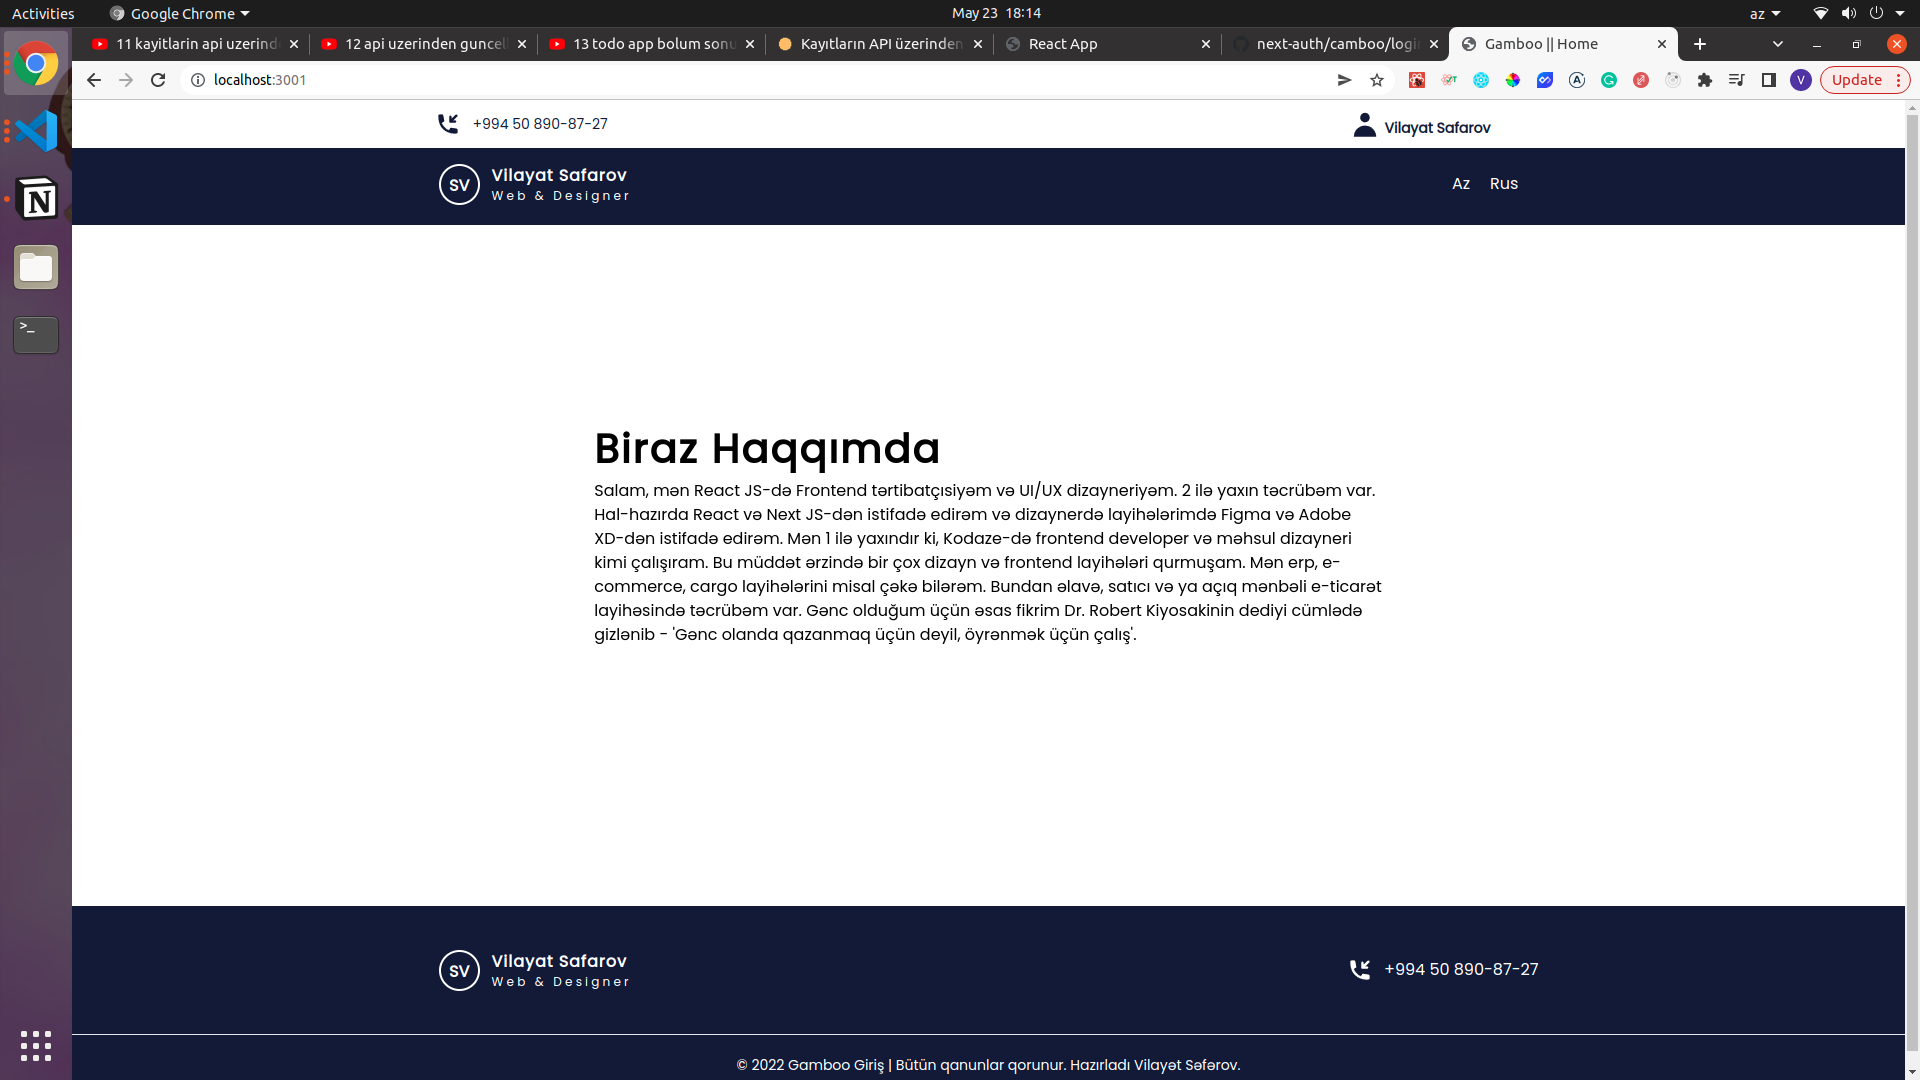 Activities
Google Chrome
May 23 18:14
az
11 kayitlarin api uzerind
12 api uzerinden guncell
13 todo app bolum sonu
Kayıtların API üzerinden
React App
next-auth/camboo/login
Gamboo || Home
localhost:3001
V
Update
+994 50 890-87-27
Vilayat Safarov
SV
Vilayat Safarov
Web & Designer
Az
Rus
Biraz Haqqımda
Salam, mən React JS-də Frontend tərtibatçısiyəm və UI/UX dizayneriyəm. 2 ilə yaxın təcrübəm var.
Hal-hazırda React və Next JS-dən istifadə edirəm və dizaynerdə layihələrimdə Figma və Adobe
XD-dən istifadə edirəm. Mən 1 ilə yaxındır ki, Kodaze-də frontend developer və məhsul dizayneri
kimi çalışıram. Bu müddət ərzində bir çox dizayn və frontend layihələri qurmuşam. Mən erp, e-
commerce, cargo layihələrini misal çəkə bilərəm. Bundan əlavə, satıcı və ya açıq mənbəli e-ticarət
layihəsində təcrübəm var. Gənc olduğum üçün əsas fikrim Dr. Robert Kiyosakinin dediyi cümlədə
gizlənib - 'Gənc olanda qazanmaq üçün deyil, öyrənmək üçün çalış'.
SV
Vilayat Safarov
Web & Designer
+994 50 890-87-27
© 2022 Gamboo Giriş | Bütün qanunlar qorunur. Hazırladı Vilayət Səfərov.